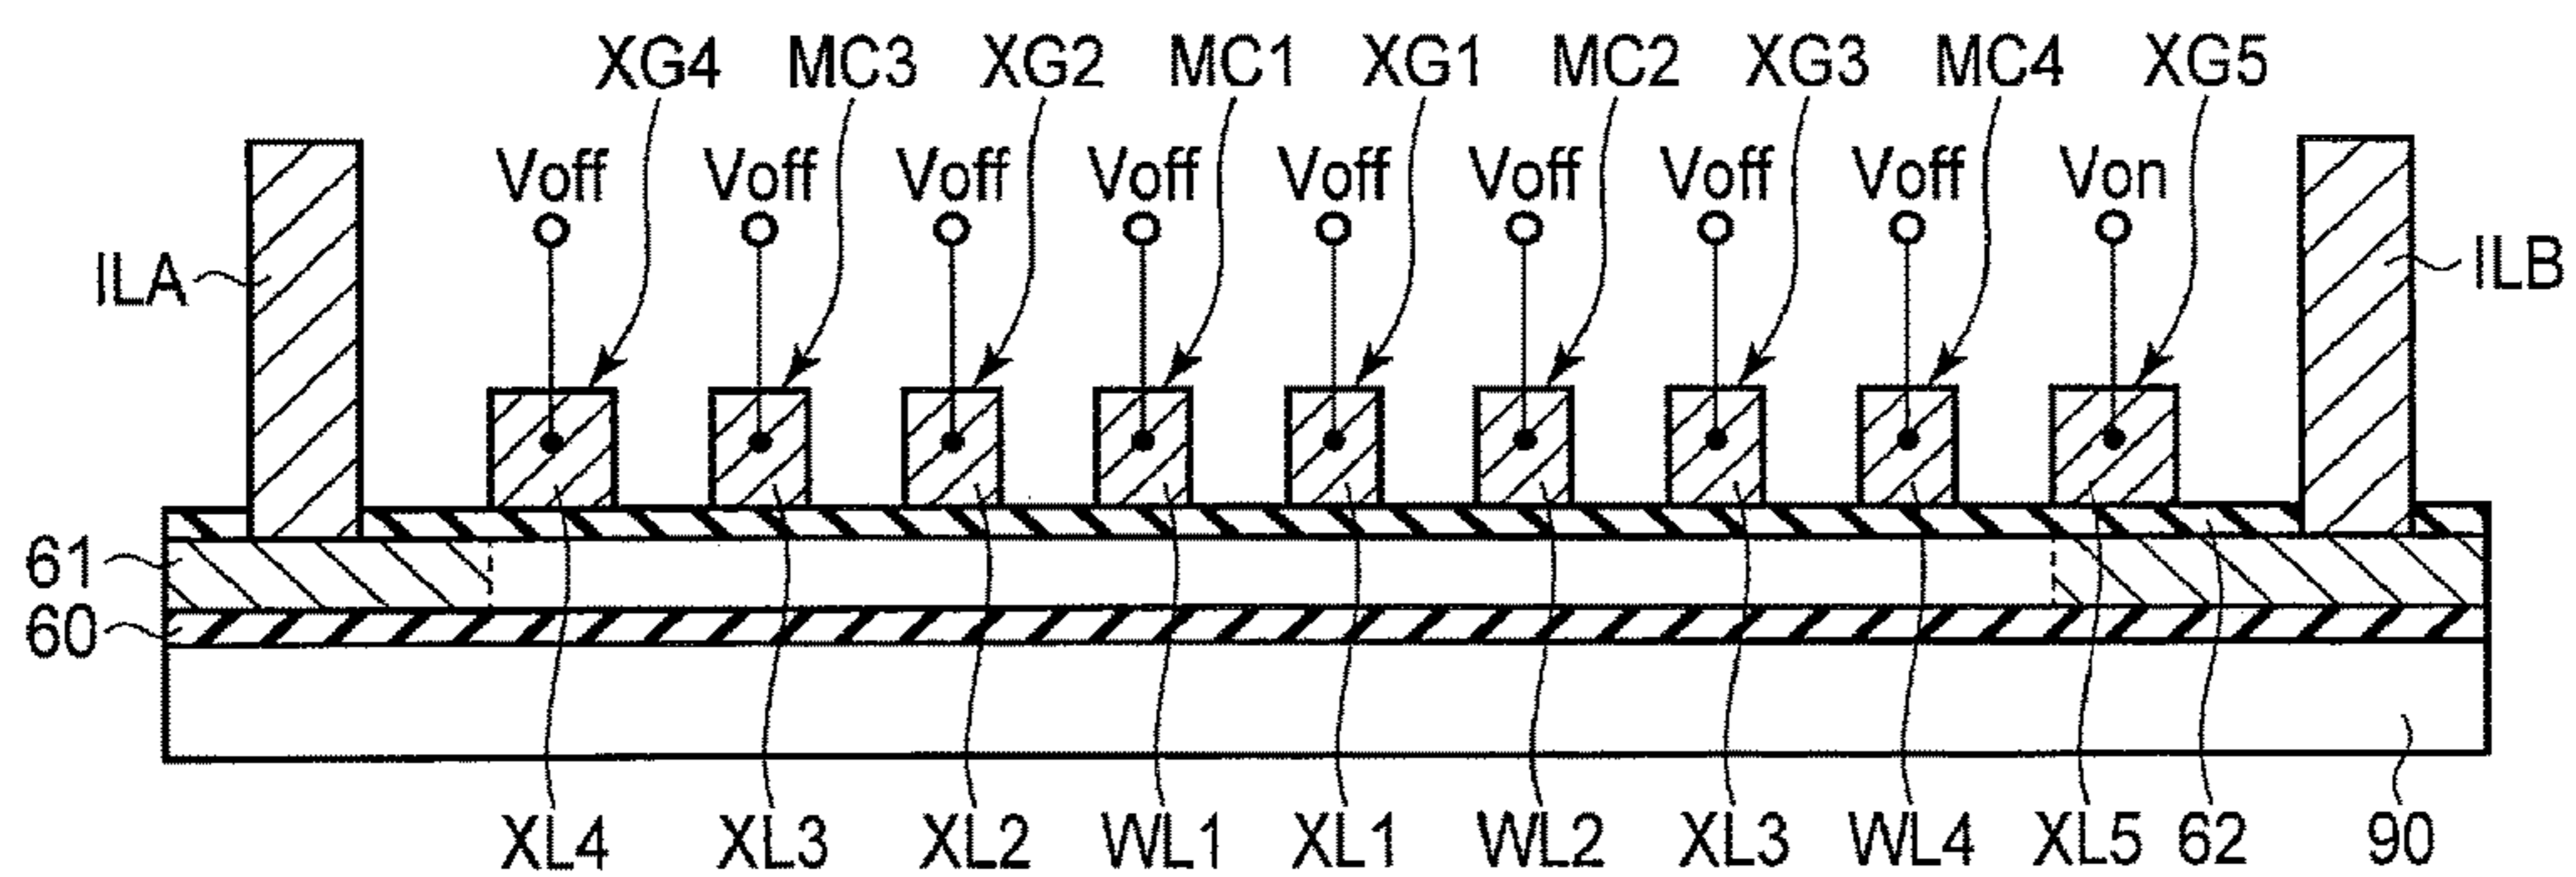 XG4 MC3 XG2 MC1 XG1 MC2 XG3 MC4 XG5
Voff Voff Voff Voff Voff Voff Voff Voff Von
ILA ILB
61
60
XL4 XL3 XL2 WL1 XL1 WL2 XL3 WL4 XL5 62 90